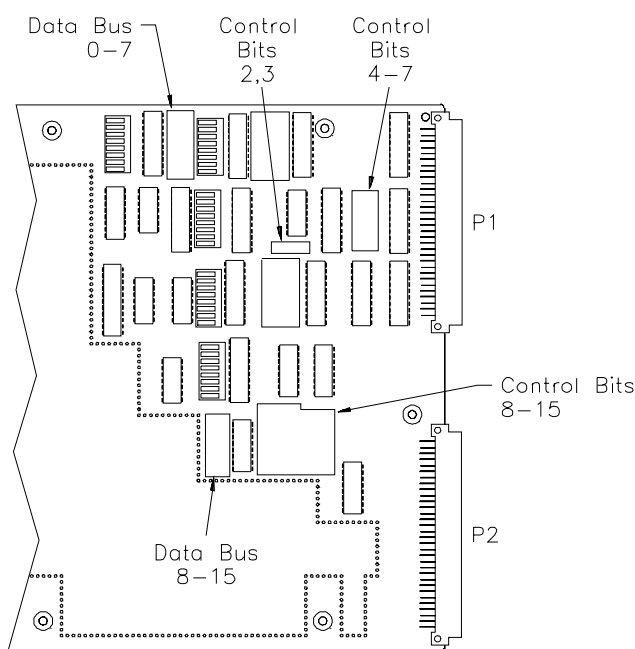 Data Bus
0-7
Control
Bits
2,3
Control
Bits
4-7
P1
Control Bits
8-15
P2
Data Bus
8-15